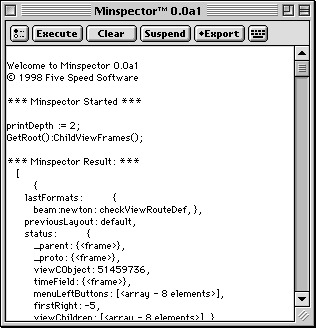 Minspector™ 0.0a1
Execute Clear Suspend +Export
Welcome to Minspector 0.0a1
© 1998 Five Speed Software
*** Minspector Started ***
printDepth := 2;
GetRoot():ChildViewFrames();
*** Minspector Result: ***
[
{
lastFormats: {
beam:newton: checkViewRouteDef, },
previousLayout: default,
status: {
_parent: {<frame>},
_proto: {<frame>},
viewCObject: 51459736,
timeField: {<frame>},
menuLeftButtons: [<array - 8 elements>],
firstRight: -5,
viewChildren: [<array - 8 elements>], }